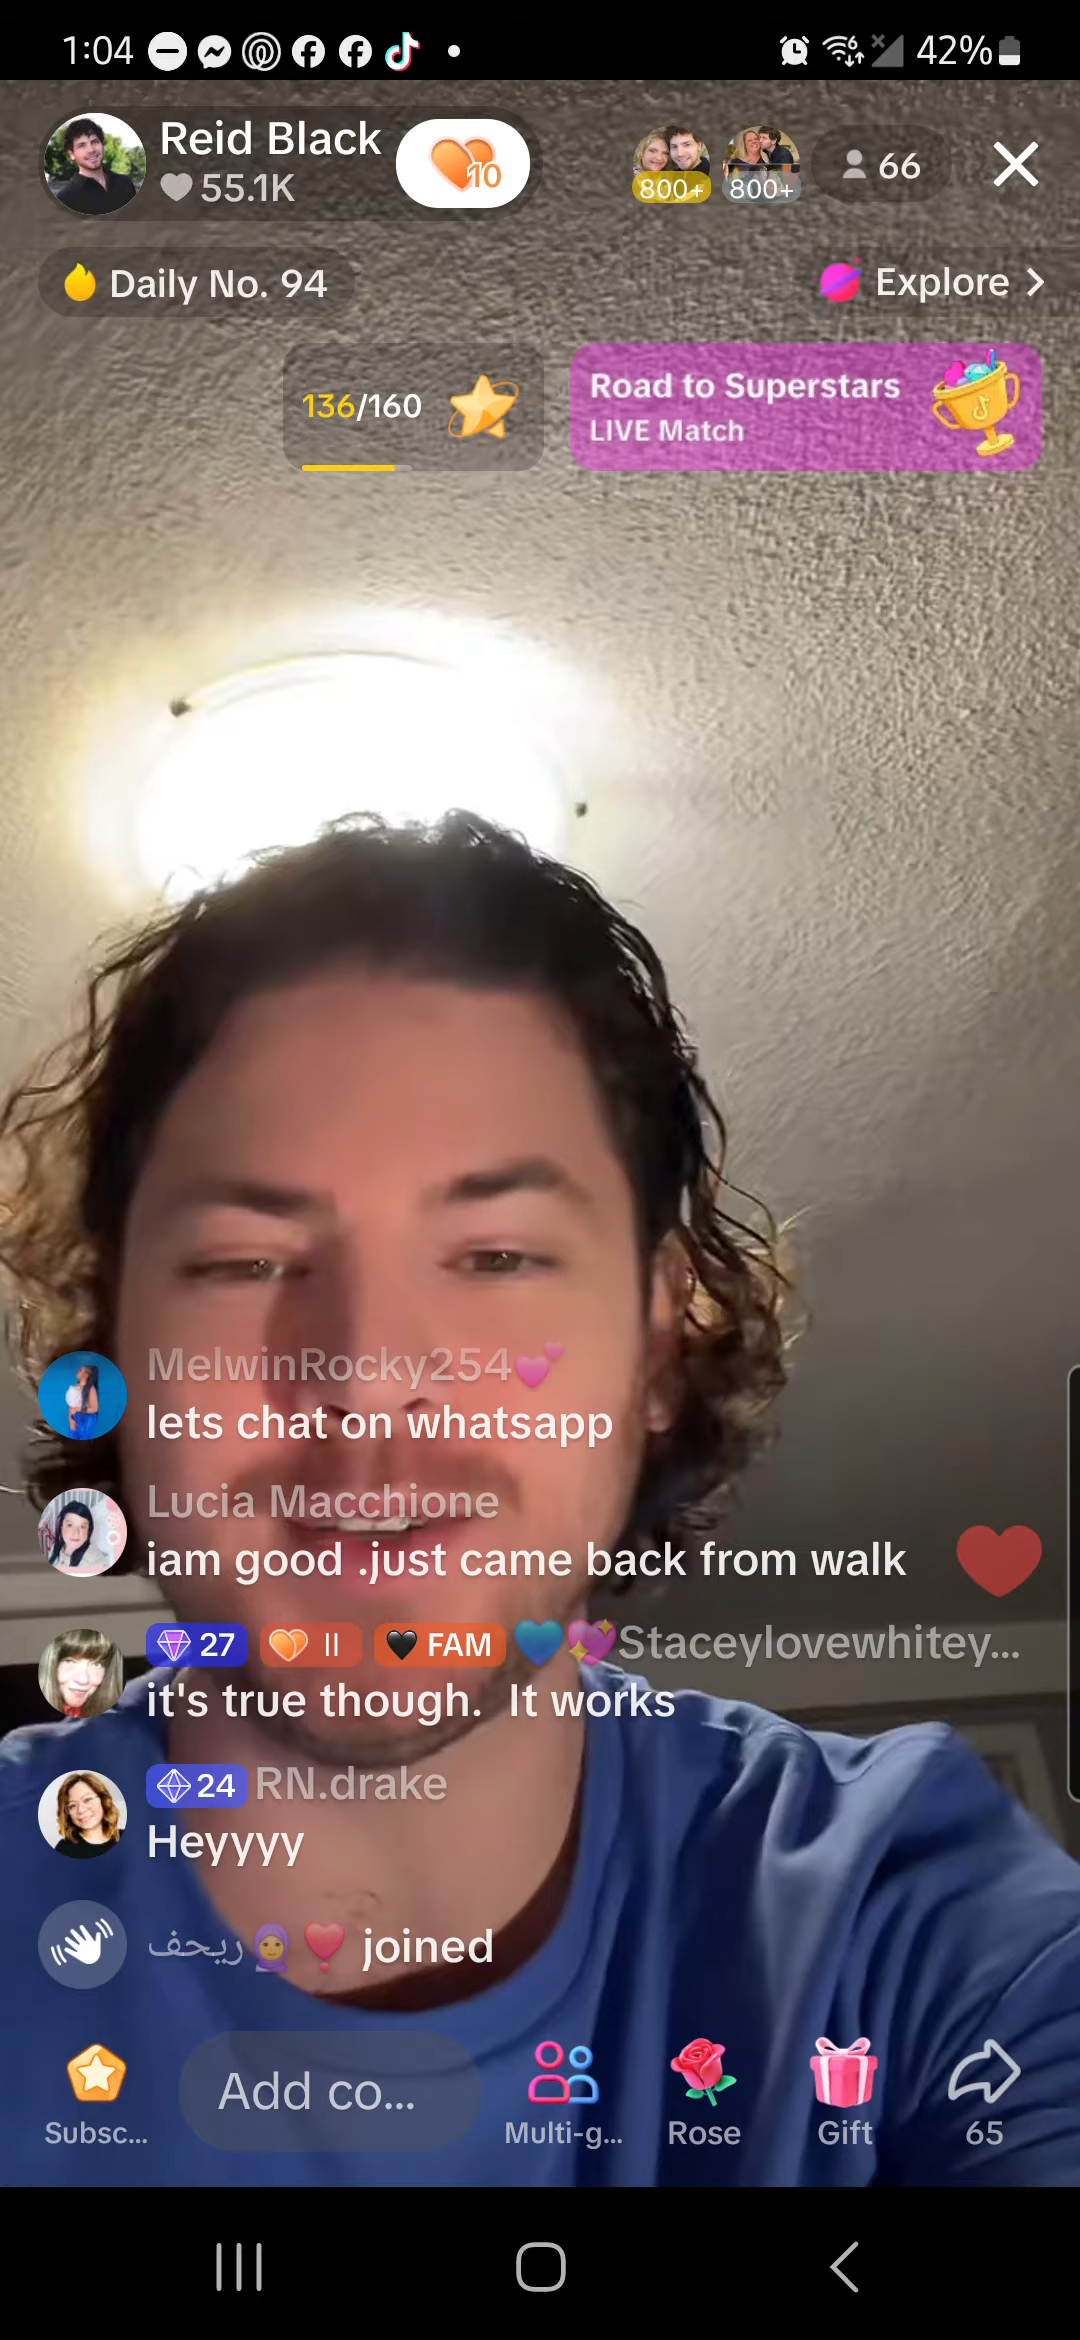 1:04
42%
Reid Black
55.1K
10
800+
800+
66
Daily No. 94
Explore
136/160
Road to Superstars
LIVE Match
MelwinRocky254💕
lets chat on whatsapp
Lucia Macchione
iam good .just came back from walk
27 II 🖤 FAM 💙💖Staceylovewhitey...
it's true though.  It works
24 RN.drake
Heyyyy
ريحف🧕❣️ joined
Subsc...
Add co...
Multi-g...
Rose
Gift
65